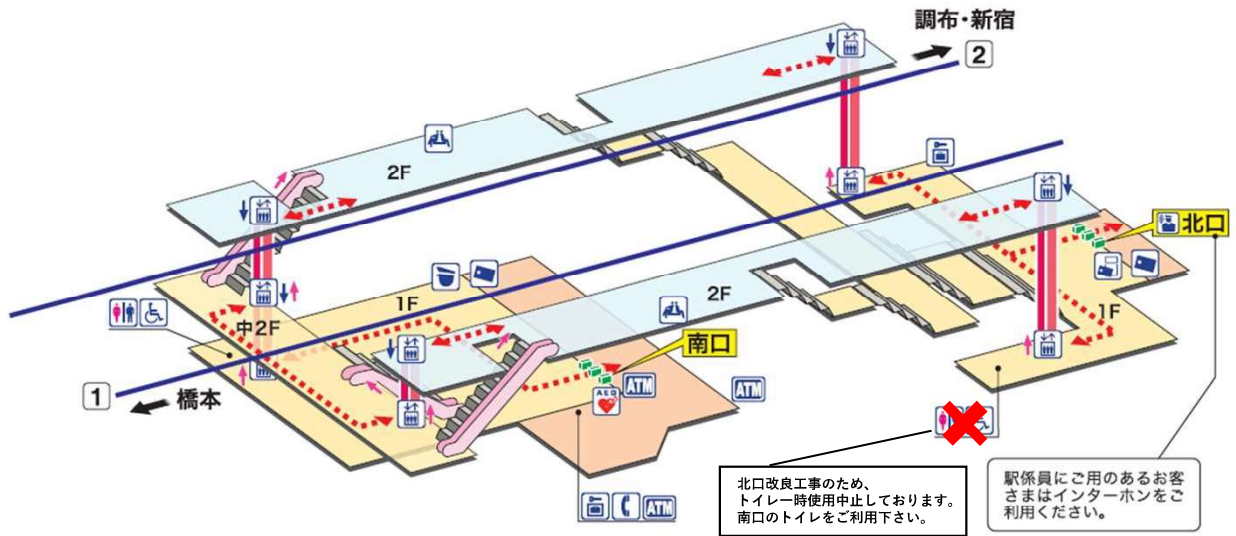 調布・新宿
2
2F
北口
1F
中2F
2F
1F
南口
1
橋本
AED
ATM
ATM
ATM
北口改良工事のため、
トイレ一時使用中止しております。
南口のトイレをご利用下さい。
駅係員にご用のあるお客
さまはインターホンをご
利用ください。